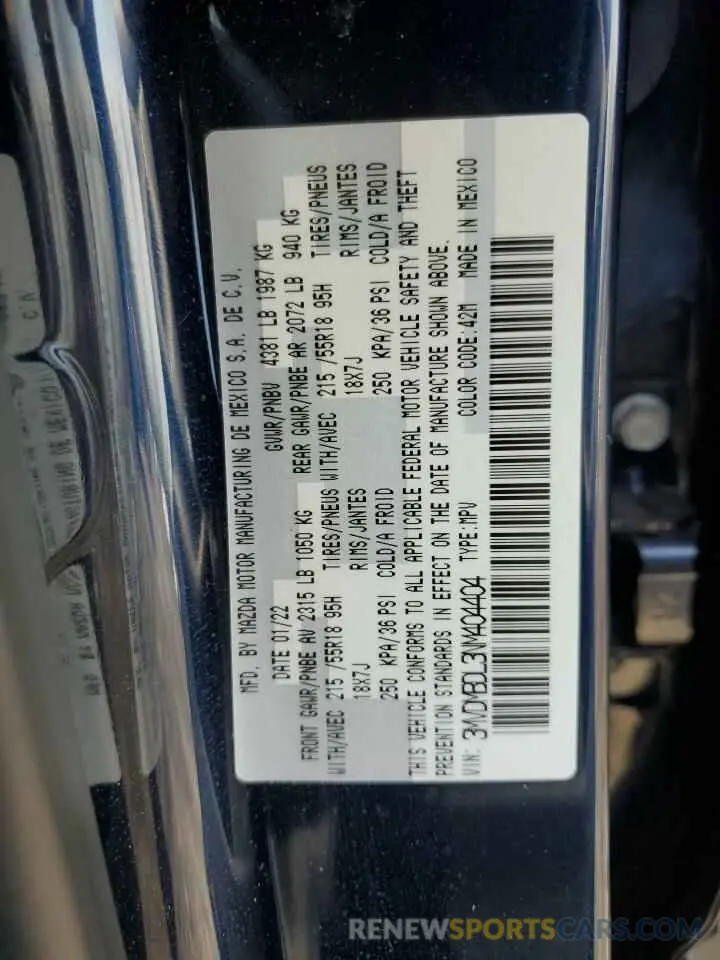 MFD. BY MAZDA MOTOR MANUFACTURING DE MEXICO S.A. DE C.V.
DATE 01/22 GVWR/PNBV 4381 LB 1987 KG
FRONT GAWR/PNBE AV 2315 LB 1050 KG REAR GAWR/PNBE AR 2072 LB 940 KG
WITH/AVEC 215 /55R18 95H TIRES/PNEUS WITH/AVEC 215 /55R18 95H TIRES/PNEUS
18X7J RIMS/JANTES 18X7J RIMS/JANTES
250 KPA/36 PSI COLD/A FROID 250 KPA/36 PSI COLD/A FROID
THIS VEHICLE CONFORMS TO ALL APPLICABLE FEDERAL MOTOR VEHICLE SAFETY AND THEFT
PREVENTION STANDARDS IN EFFECT ON THE DATE OF MANUFACTURE SHOWN ABOVE.
VIN: 3MVDMBDL3NM404404 TYPE:MPV COLOR CODE:42M MADE IN MEXICO
RENEWSPORTSCARS.COM